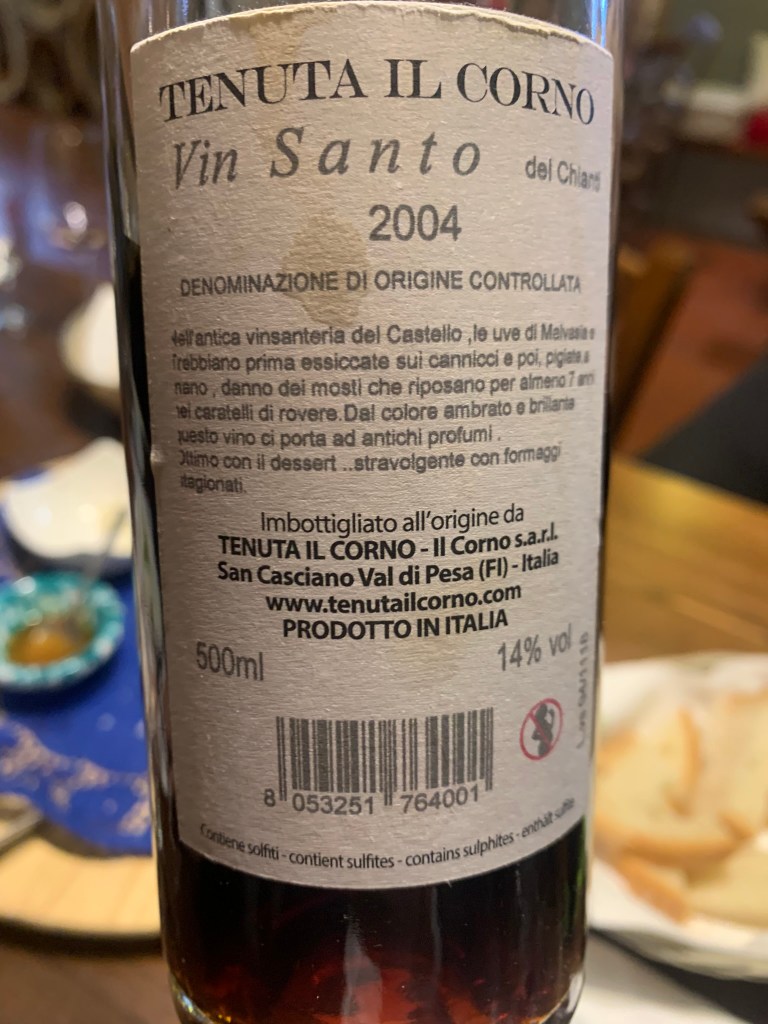 TENUTA IL CORNO
Vin Santo del Chianti
2004
DENOMINAZIONE DI ORIGINE CONTROLLATA
dell'antica vinsanteria del Castello ,le uve di Malvasia e
Trebbiano prima essiccate sui cannicci e poi, pigiate a
mano , danno dei mosti che riposano per almeno 7 anni
nei caratelli di rovere.Dal colore ambrato e brillante
questo vino ci porta ad antichi profumi .
Ottimo con il dessert ..stravolgente con formaggi
stagionati.
Imbottigliato all'origine da
TENUTA IL CORNO - Il Corno s.a.r.l.
San Casciano Val di Pesa (FI) - Italia
www.tenutailcorno.com
PRODOTTO IN ITALIA
500ml 14% vol
8 053251 764001
Contiene solfiti - contient sulfites - contains sulphites - enthält sulfite